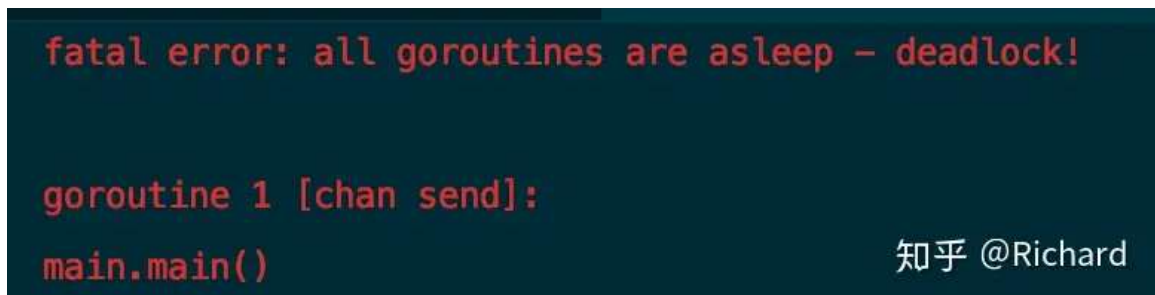 fatal error: all goroutines are asleep – deadlock!
goroutine 1 [chan send]:
main.main()
知乎 @Richard